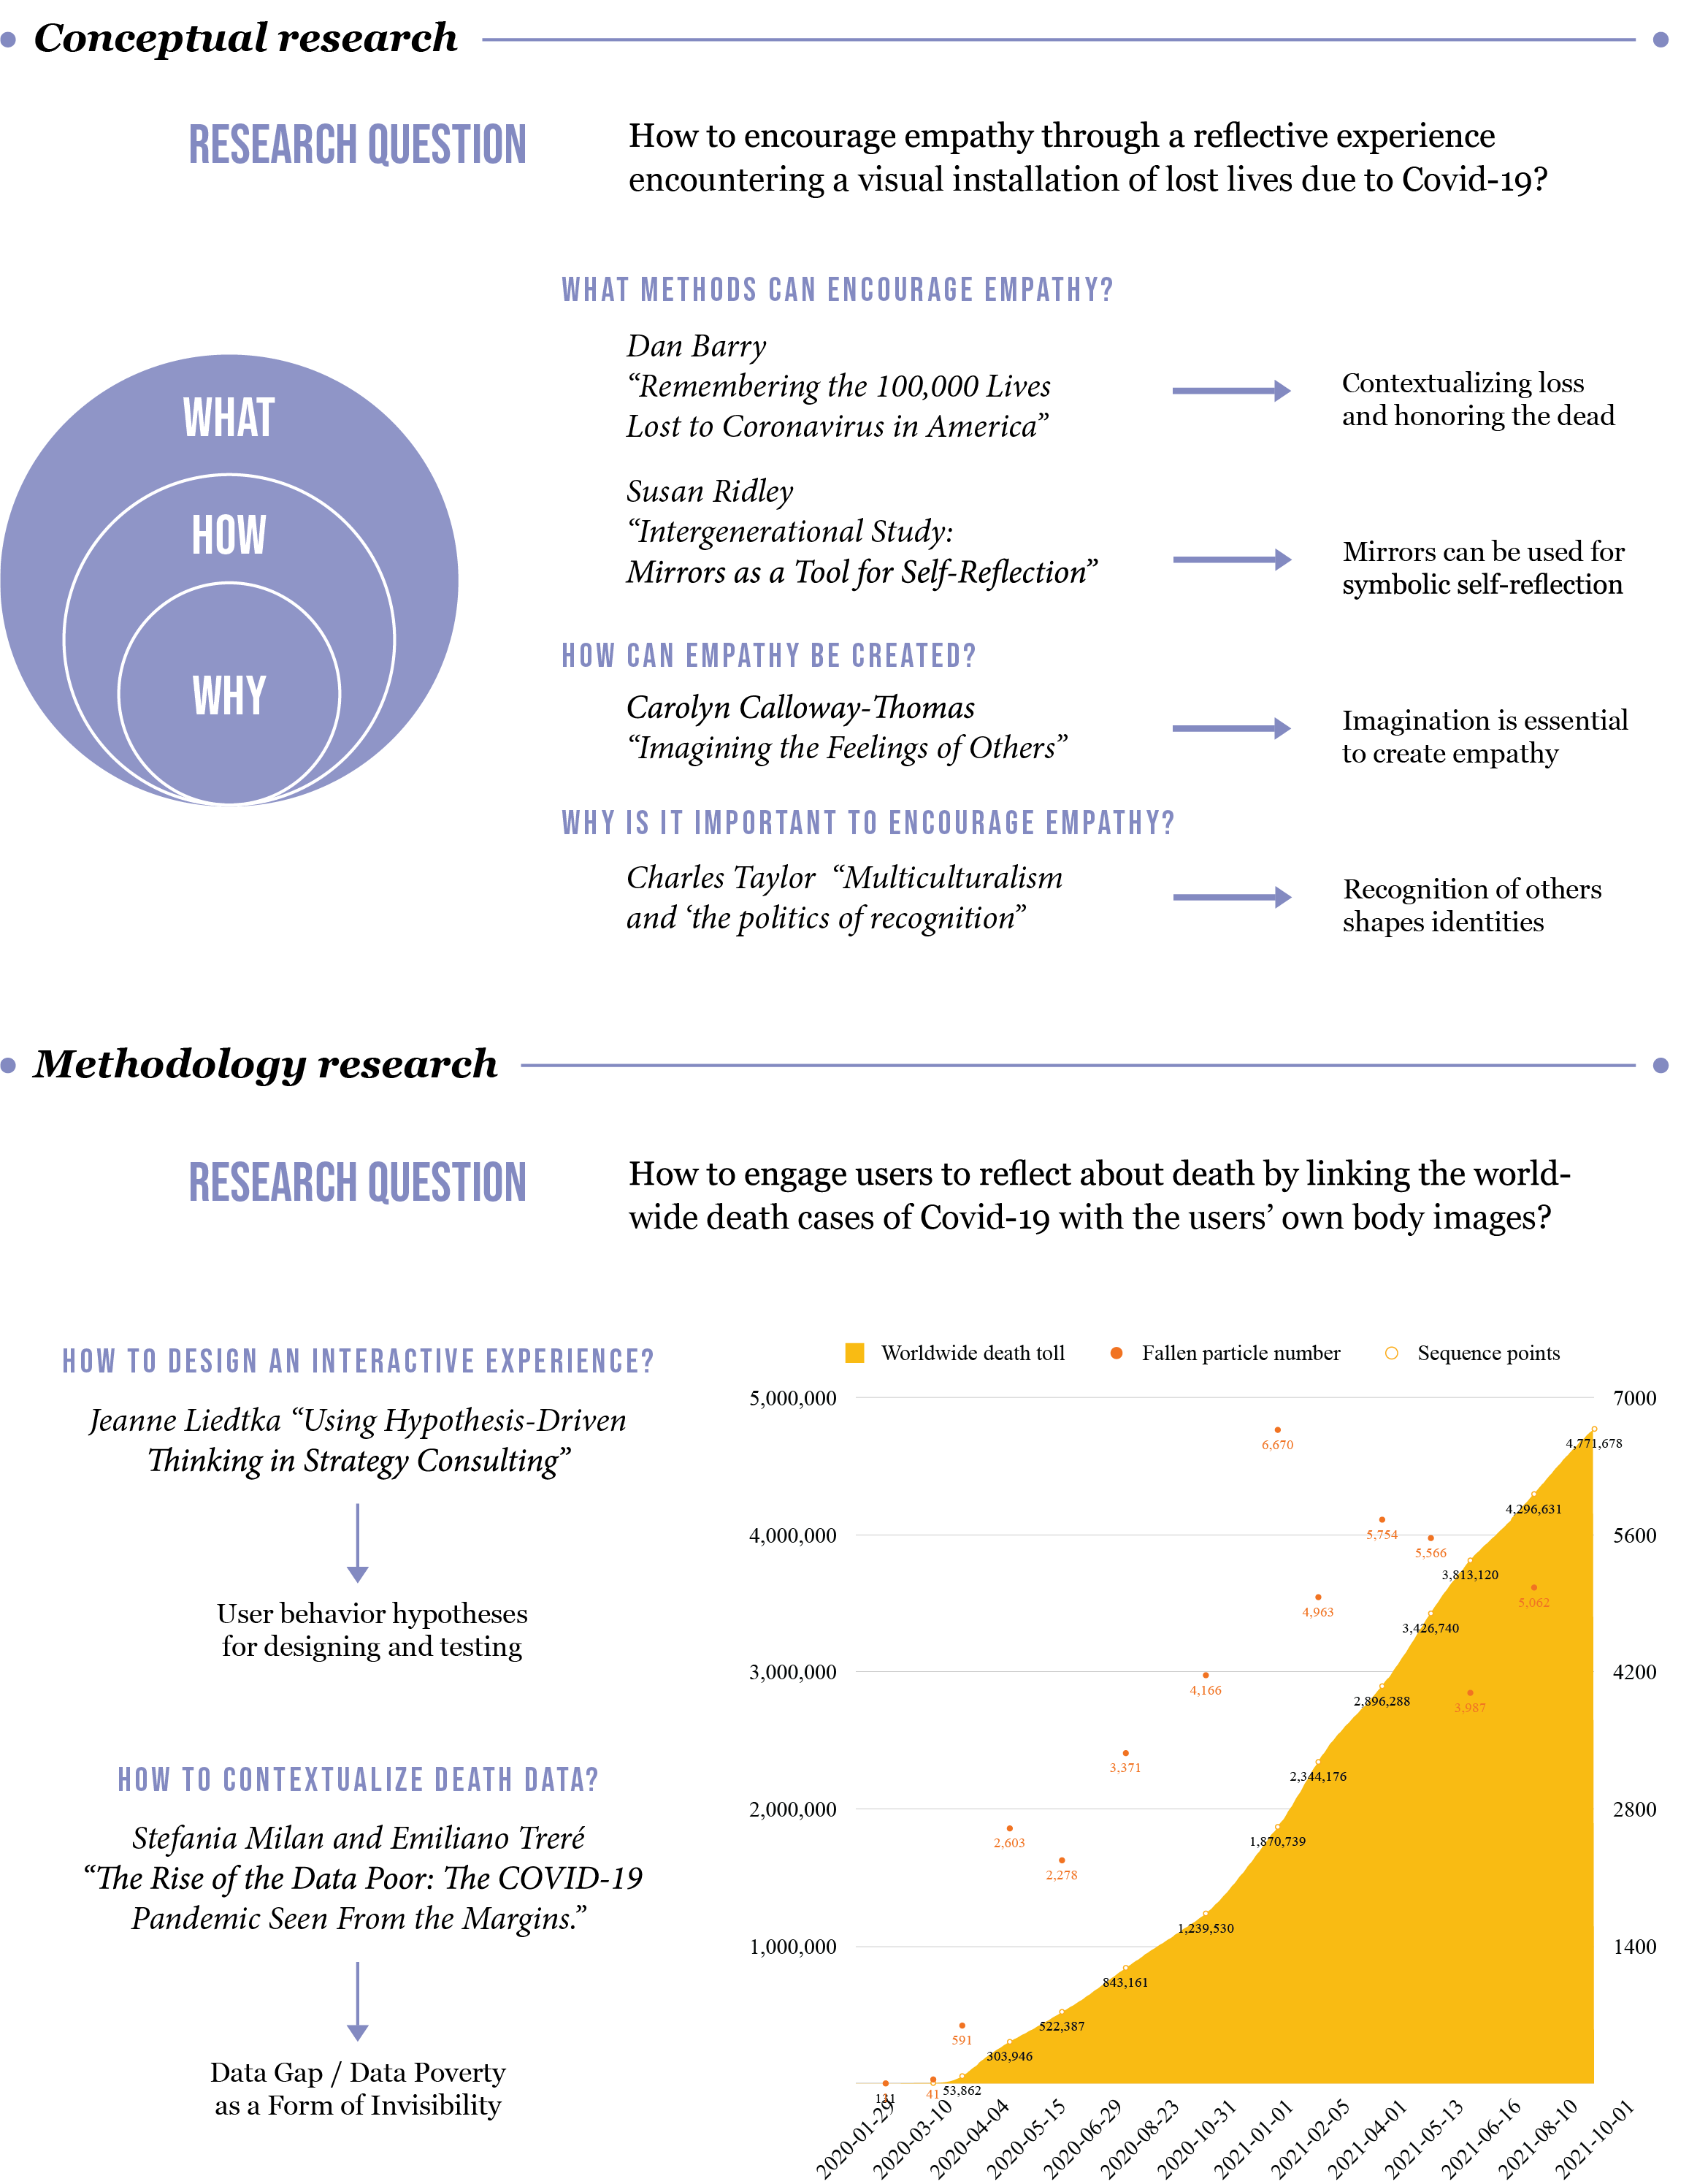 Conceptual research
RESEARCH QUESTION
How to encourage empathy through a reflective experience
encountering a visual installation of lost lives due to Covid-19?
WHAT
HOW
WHY
WHAT METHODS CAN ENCOURAGE EMPATHY?
Dan Barry
“Remembering the 100,000 Lives
Lost to Coronavirus in America”
Contextualizing loss
and honoring the dead
Susan Ridley
“Intergenerational Study:
Mirrors as a Tool for Self-Reflection”
Mirrors can be used for
symbolic self-reflection
HOW CAN EMPATHY BE CREATED?
Carolyn Calloway-Thomas
“Imagining the Feelings of Others”
Imagination is essential
to create empathy
WHY IS IT IMPORTANT TO ENCOURAGE EMPATHY?
Charles Taylor “Multiculturalism
and ‘the politics of recognition”
Recognition of others
shapes identities
Methodology research
RESEARCH QUESTION
How to engage users to reflect about death by linking the world-
wide death cases of Covid-19 with the users’ own body images?
HOW TO DESIGN AN INTERACTIVE EXPERIENCE?
Jeanne Liedtka “Using Hypothesis-Driven
Thinking in Strategy Consulting”
User behavior hypotheses
for designing and testing
HOW TO CONTEXTUALIZE DEATH DATA?
Stefania Milan and Emiliano Treré
“The Rise of the Data Poor: The COVID-19
Pandemic Seen From the Margins.”
Data Gap / Data Poverty
as a Form of Invisibility
Worldwide death toll
Fallen particle number
Sequence points
5,000,000
7000
6,670
4,771,678
4,296,631
4,000,000
5600
5,754
5,566
3,813,120
5,062
4,963
3,426,740
3,000,000
4200
4,166
2,896,288
3,987
3,371
2,344,176
2,000,000
2800
2,603
1,870,739
2,278
1,239,530
1,000,000
1400
843,161
522,387
591
303,946
41
53,862
2020-01-29
2020-03-10
2020-04-04
2020-05-15
2020-06-29
2020-08-23
2020-10-31
2021-01-01
2021-02-05
2021-04-01
2021-05-13
2021-06-16
2021-08-10
2021-10-01